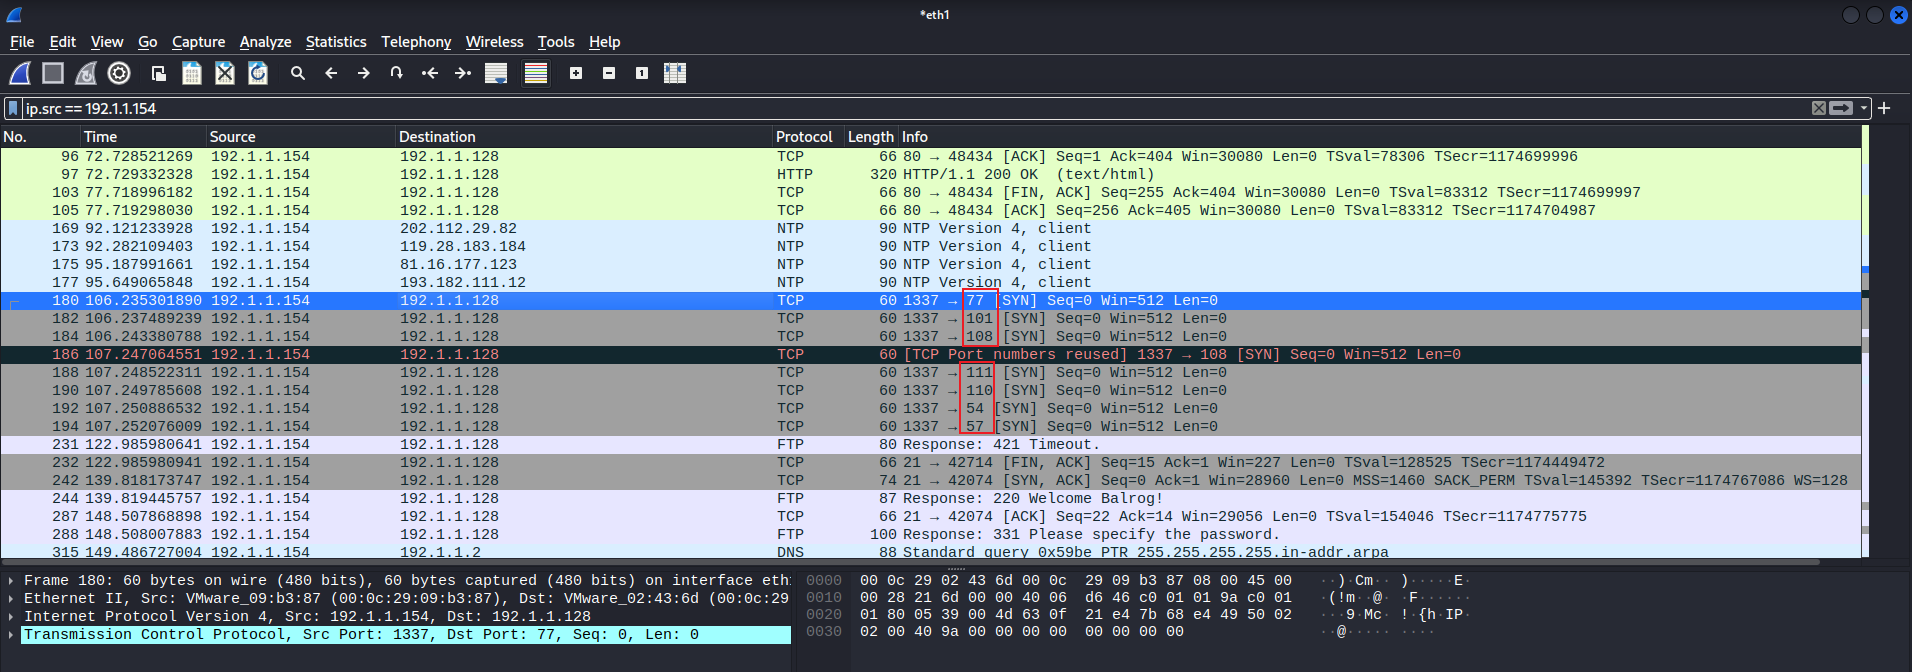 *eth1
File Edit View Go Capture Analyze Statistics Telephony Wireless Tools Help
ip.src == 192.1.1.154
No. Time Source Destination Protocol Length Info
96 72.728521269 192.1.1.154 192.1.1.128 TCP 66 80 → 48434 [ACK] Seq=1 Ack=404 Win=30080 Len=0 TSval=78306 TSecr=1174699996
97 72.729332328 192.1.1.154 192.1.1.128 HTTP 320 HTTP/1.1 200 OK (text/html)
103 77.718996182 192.1.1.154 192.1.1.128 TCP 66 80 → 48434 [FIN, ACK] Seq=255 Ack=404 Win=30080 Len=0 TSval=83312 TSecr=1174699997
105 77.719298030 192.1.1.154 192.1.1.128 TCP 66 80 → 48434 [ACK] Seq=256 Ack=405 Win=30080 Len=0 TSval=83312 TSecr=1174704987
169 92.121233928 192.1.1.154 202.112.29.82 NTP 90 NTP Version 4, client
173 92.282109403 192.1.1.154 119.28.183.184 NTP 90 NTP Version 4, client
175 95.187991661 192.1.1.154 81.16.177.123 NTP 90 NTP Version 4, client
177 95.649065848 192.1.1.154 193.182.111.12 NTP 90 NTP Version 4, client
180 106.235301890 192.1.1.154 192.1.1.128 TCP 60 1337 → 77 [SYN] Seq=0 Win=512 Len=0
182 106.237489239 192.1.1.154 192.1.1.128 TCP 60 1337 → 101 [SYN] Seq=0 Win=512 Len=0
184 106.243380788 192.1.1.154 192.1.1.128 TCP 60 1337 → 108 [SYN] Seq=0 Win=512 Len=0
186 107.247064551 192.1.1.154 192.1.1.128 TCP 60 [TCP Port numbers reused] 1337 → 108 [SYN] Seq=0 Win=512 Len=0
188 107.248522311 192.1.1.154 192.1.1.128 TCP 60 1337 → 111 [SYN] Seq=0 Win=512 Len=0
190 107.249785608 192.1.1.154 192.1.1.128 TCP 60 1337 → 110 [SYN] Seq=0 Win=512 Len=0
192 107.250886532 192.1.1.154 192.1.1.128 TCP 60 1337 → 54 [SYN] Seq=0 Win=512 Len=0
194 107.252076009 192.1.1.154 192.1.1.128 TCP 60 1337 → 57 [SYN] Seq=0 Win=512 Len=0
231 122.985980641 192.1.1.154 192.1.1.128 FTP 80 Response: 421 Timeout.
232 122.985980941 192.1.1.154 192.1.1.128 TCP 66 21 → 42714 [FIN, ACK] Seq=15 Ack=1 Win=227 Len=0 TSval=128525 TSecr=1174449472
242 139.818173747 192.1.1.154 192.1.1.128 TCP 74 21 → 42074 [SYN, ACK] Seq=0 Ack=1 Win=28960 Len=0 MSS=1460 SACK_PERM TSval=145392 TSecr=1174767086 WS=128
244 139.819445757 192.1.1.154 192.1.1.128 FTP 87 Response: 220 Welcome Balrog!
287 148.507868898 192.1.1.154 192.1.1.128 TCP 66 21 → 42074 [ACK] Seq=22 Ack=14 Win=29056 Len=0 TSval=154046 TSecr=1174775775
288 148.508007883 192.1.1.154 192.1.1.128 FTP 100 Response: 331 Please specify the password.
315 149.486727004 192.1.1.154 192.1.1.2 DNS 88 Standard query 0x59be PTR 255.255.255.255.in-addr.arpa
Frame 180: 60 bytes on wire (480 bits), 60 bytes captured (480 bits) on interface eth
Ethernet II, Src: VMware_09:b3:87 (00:0c:29:09:b3:87), Dst: VMware_02:43:6d (00:0c:29
Internet Protocol Version 4, Src: 192.1.1.154, Dst: 192.1.1.128
Transmission Control Protocol, Src Port: 1337, Dst Port: 77, Seq: 0, Len: 0
0000 00 0c 29 02 43 6d 00 0c 29 09 b3 87 08 00 45 00 ··)·Cm·· )·····E·
0010 00 28 21 6d 00 00 40 06 d6 46 c0 01 01 9a c0 01 ·(!m··@· ·F······
0020 01 80 05 39 00 4d 63 0f 21 e4 7b 68 e4 49 50 02 ···9·Mc· !·{h·IP·
0030 02 00 40 9a 00 00 00 00 00 00 00 00 ··@····· ····